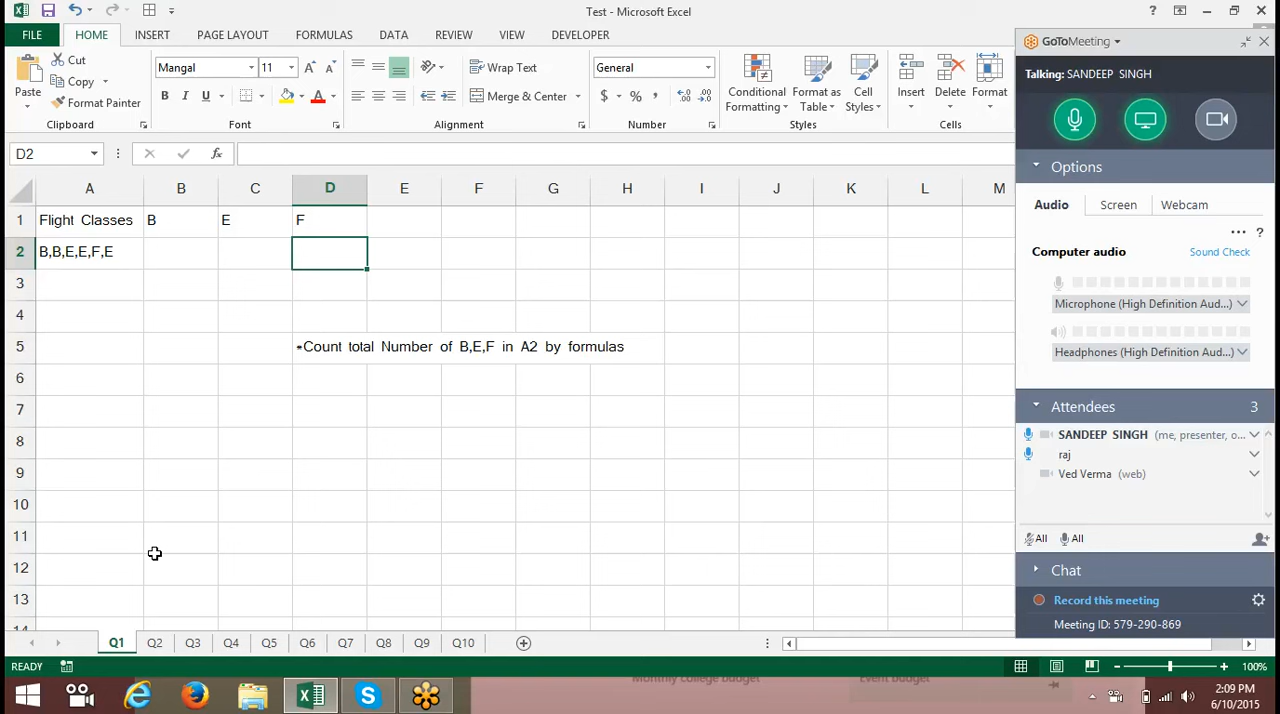 Test - Microsoft Excel
FILE HOME INSERT PAGE LAYOUT FORMULAS DATA REVIEW VIEW DEVELOPER
Paste
Cut
Copy
Format Painter
Clipboard
Mangal 11
B I U
Font
Wrap Text
Merge & Center
Alignment
General
$ % ,
Number
Conditional Formatting
Format as Table
Cell Styles
Styles
Insert
Delete
Format
Cells
D2
fx
A B C D E F G H I J K L M
1 Flight Classes B E F
2 B,B,E,E,F,E
3
4
5 *Count total Number of B,E,F in A2 by formulas
6
7
8
9
10
11
12
13
14
Q1 Q2 Q3 Q4 Q5 Q6 Q7 Q8 Q9 Q10
READY
100%
GoToMeeting
Talking: SANDEEP SINGH
Options
Audio Screen Webcam
... ?
Computer audio Sound Check
Microphone (High Definition Aud...)
Headphones (High Definition Aud...)
Attendees 3
SANDEEP SINGH (me, presenter, o...
raj
Ved Verma (web)
All All
Chat
Record this meeting
Meeting ID: 579-290-869
Monthly college budget
Event budget
2:09 PM
6/10/2015